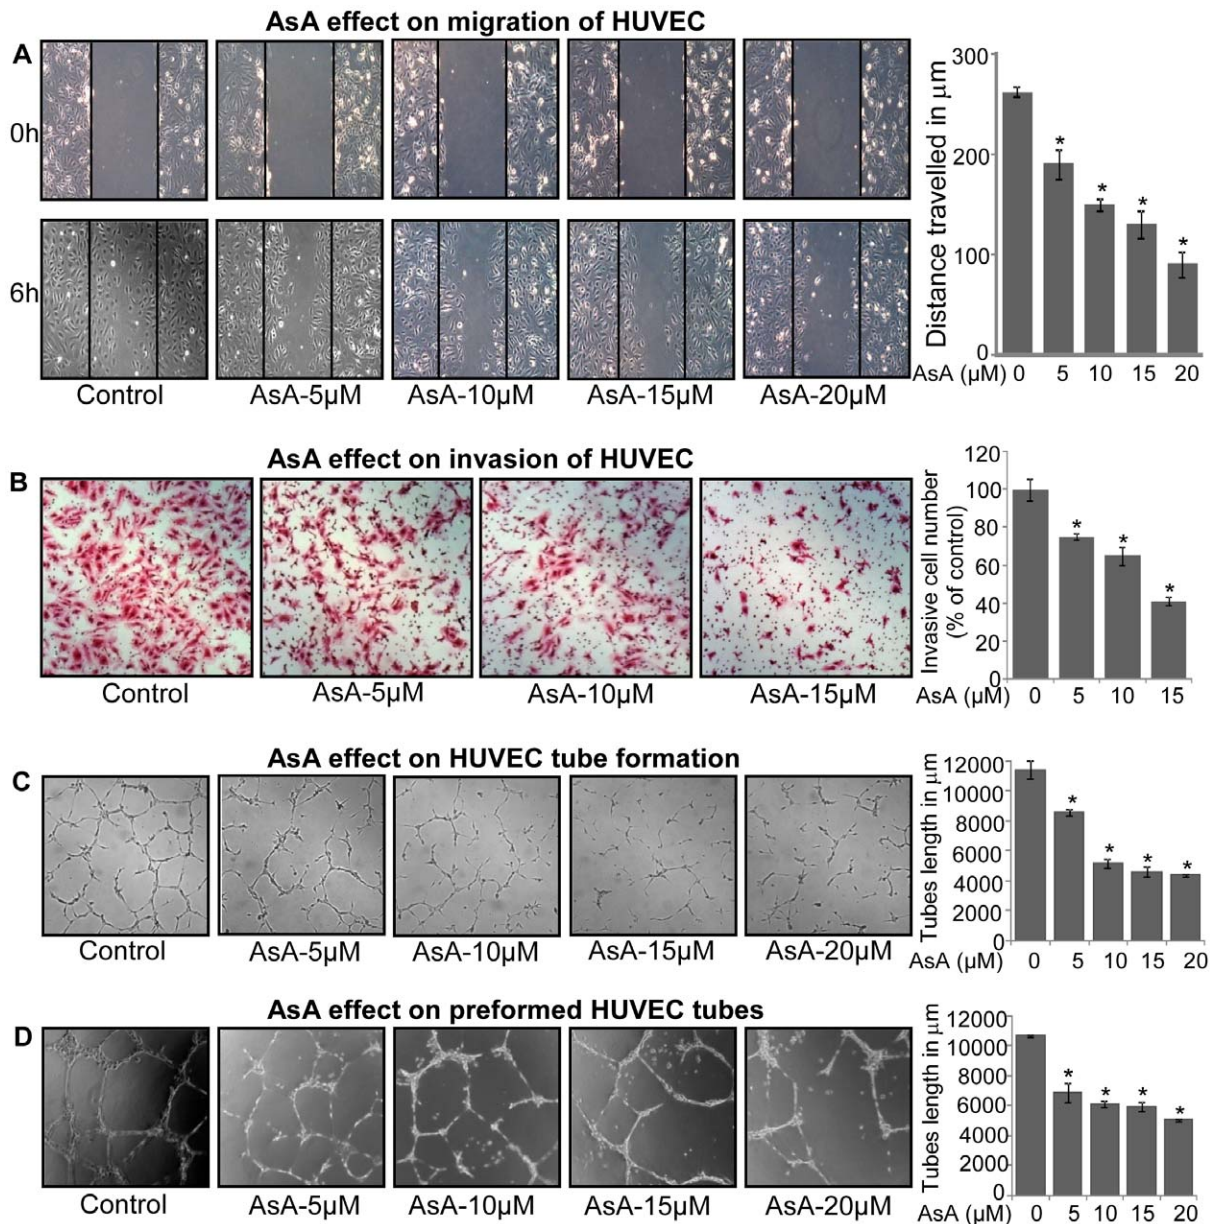 AsA effect on migration of HUVEC
A
0h
6h
Control
AsA-5µM
AsA-10µM
AsA-15µM
AsA-20µM
Distance travelled in µm
300
200
100
0
AsA (µM) 0 5 10 15 20
* * * *
AsA effect on invasion of HUVEC
B
Control
AsA-5µM
AsA-10µM
AsA-15µM
Invasive cell number
(% of control)
120
100
80
60
40
20
0
AsA (µM) 0 5 10 15
* * *
AsA effect on HUVEC tube formation
C
Control
AsA-5µM
AsA-10µM
AsA-15µM
AsA-20µM
Tubes length in µm
12000
10000
8000
6000
4000
2000
0
AsA (µM) 0 5 10 15 20
* * * *
AsA effect on preformed HUVEC tubes
D
Control
AsA-5µM
AsA-10µM
AsA-15µM
AsA-20µM
Tubes length in µm
12000
10000
8000
6000
4000
2000
0
AsA (µM) 0 5 10 15 20
* * * *